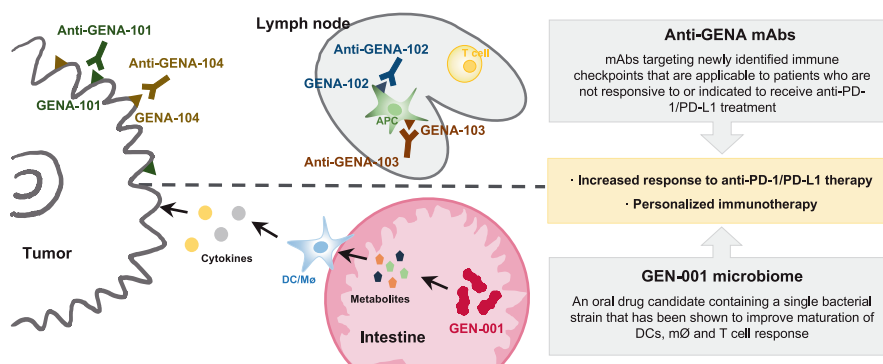 Lymph node
Anti-GENA-101
Anti-GENA-104
GENA-101
GENA-104
Anti-GENA-102
T cell
GENA-102
APC
GENA-103
Anti-GENA-103
Tumor
Cytokines
DC/Mø
Metabolites
GEN-001
Intestine
Anti-GENA mAbs
mAbs targeting newly identified immune
checkpoints that are applicable to patients who are
not responsive to or indicated to receive anti-PD-
1/PD-L1 treatment
· Increased response to anti-PD-1/PD-L1 therapy
· Personalized immunotherapy
GEN-001 microbiome
An oral drug candidate containing a single bacterial
strain that has been shown to improve maturation of
DCs, mØ and T cell response